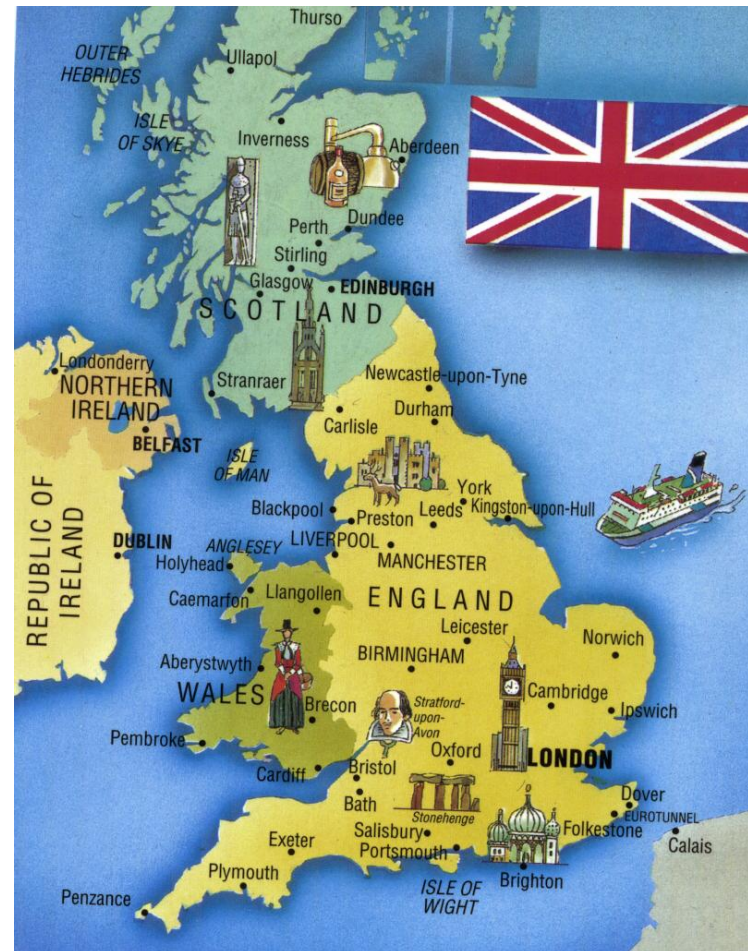 Thurso
OUTER
HEBRIDES
Ullapol
ISLE
OF SKYE
Inverness
Aberdeen
Perth
Dundee
Stirling
Glasgow
EDINBURGH
SCOTLAND
Londonderry
NORTHERN
IRELAND
BELFAST
Stranraer
Newcastle-upon-Tyne
Carlisle
Durham
ISLE
OF MAN
REPUBLIC OF
IRELAND
DUBLIN
Blackpool
Preston
Leeds
York
Kingston-upon-Hull
LIVERPOOL
MANCHESTER
ANGLESEY
Holyhead
Caemarfon
Llangollen
ENGLAND
Leicester
Norwich
Aberystwyth
BIRMINGHAM
WALES
Brecon
Stratford-
upon-
Avon
Cambridge
Ipswich
Pembroke
Oxford
LONDON
Cardiff
Bristol
Bath
Stonehenge
Dover
EUROTUNNEL
Folkestone
Calais
Exeter
Salisbury
Portsmouth
Plymouth
ISLE OF
WIGHT
Brighton
Penzance